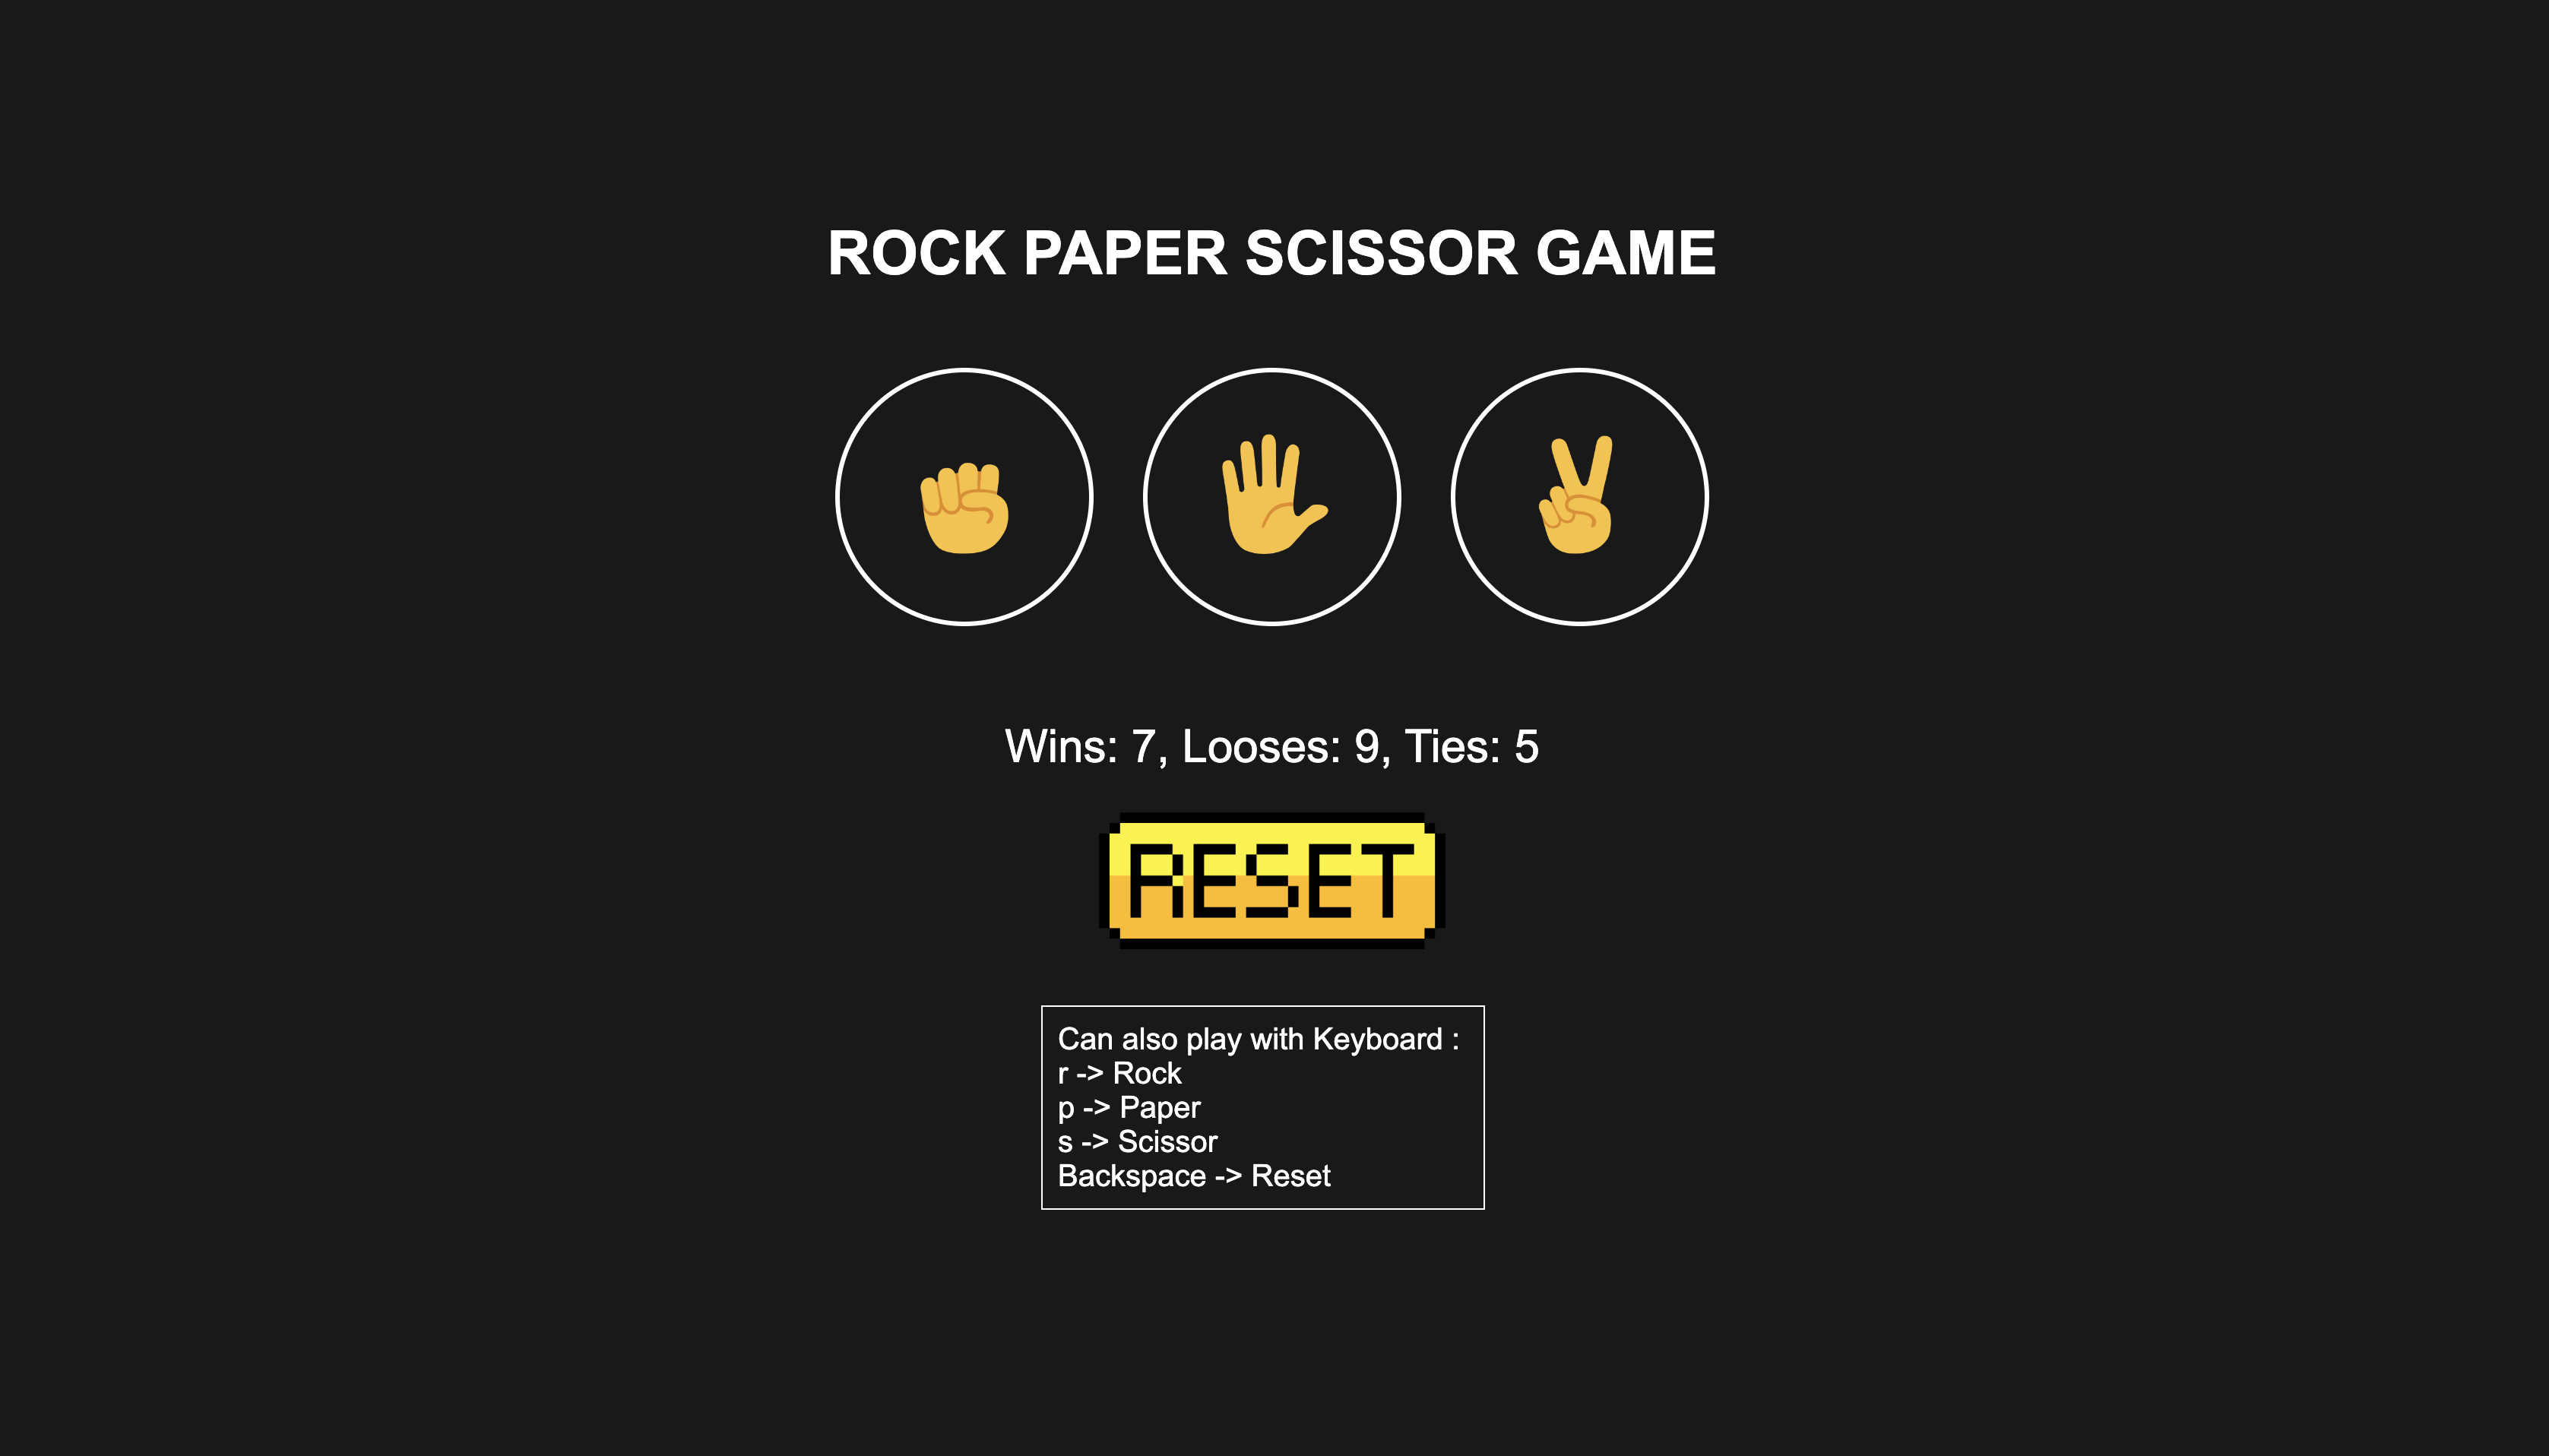 ROCK PAPER SCISSOR GAME
Wins: 7, Looses: 9, Ties: 5
RESET
Can also play with Keyboard :
r -> Rock
p -> Paper
s -> Scissor
Backspace -> Reset